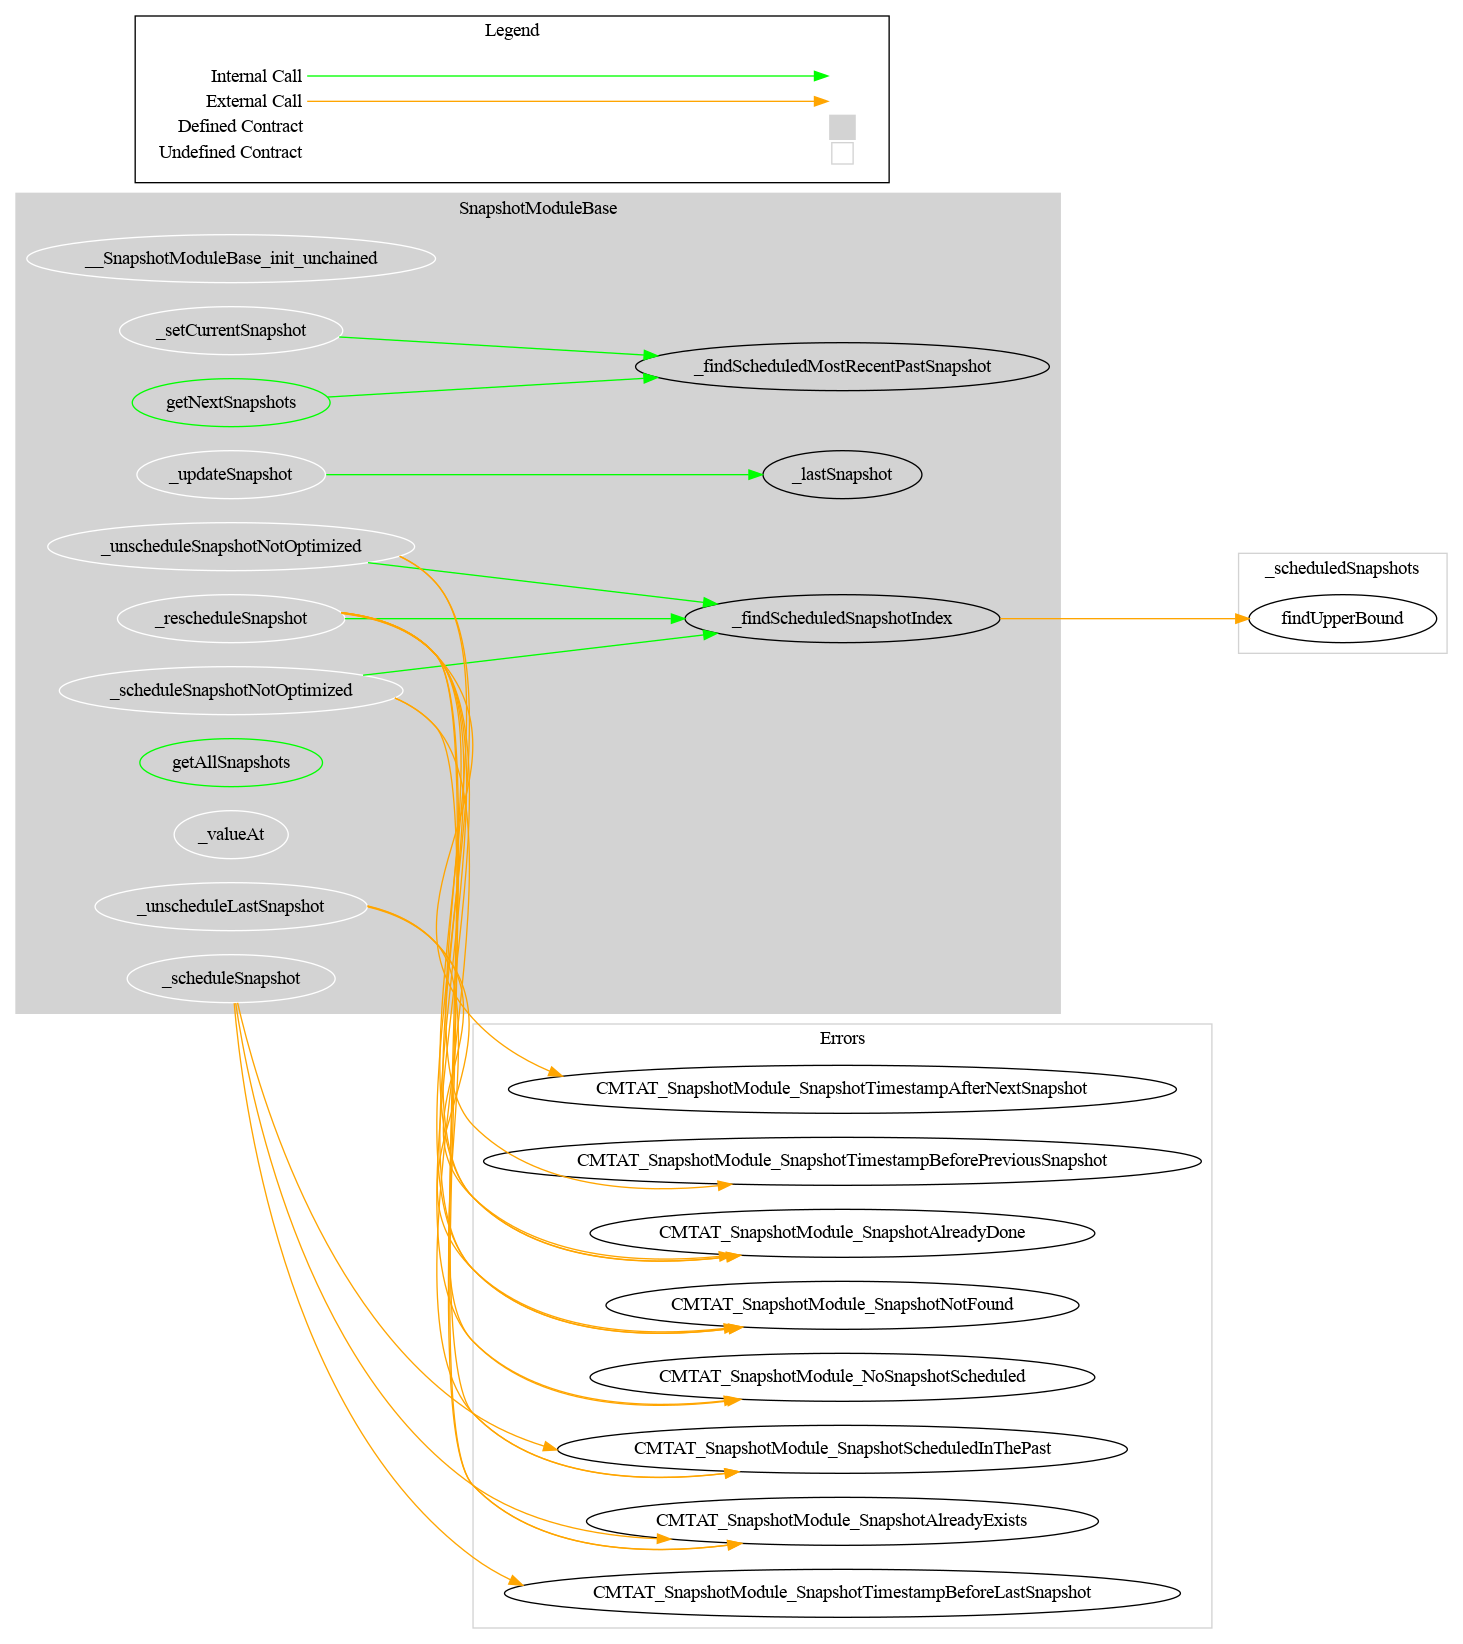 Legend
Internal Call
External Call
Defined Contract
Undefined Contract
SnapshotModuleBase
__SnapshotModuleBase_init_unchained
_setCurrentSnapshot
_findScheduledMostRecentPastSnapshot
getNextSnapshots
_updateSnapshot
_lastSnapshot
_unscheduleSnapshotNotOptimized
_scheduledSnapshots
_rescheduleSnapshot
_findScheduledSnapshotIndex
findUpperBound
_scheduleSnapshotNotOptimized
getAllSnapshots
_valueAt
_unscheduleLastSnapshot
_scheduleSnapshot
Errors
CMTAT_SnapshotModule_SnapshotTimestampAfterNextSnapshot
CMTAT_SnapshotModule_SnapshotTimestampBeforePreviousSnapshot
CMTAT_SnapshotModule_SnapshotAlreadyDone
CMTAT_SnapshotModule_SnapshotNotFound
CMTAT_SnapshotModule_NoSnapshotScheduled
CMTAT_SnapshotModule_SnapshotScheduledInThePast
CMTAT_SnapshotModule_SnapshotAlreadyExists
CMTAT_SnapshotModule_SnapshotTimestampBeforeLastSnapshot